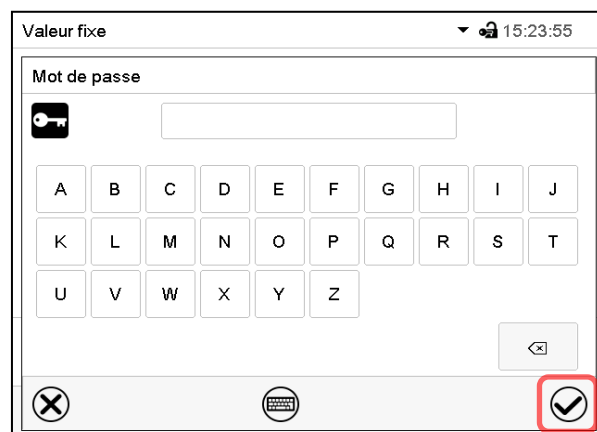 Valeur fixe 15:23:55
Mot de passe
A B C D E F G H I J
K L M N O P Q R S T
U V W X Y Z